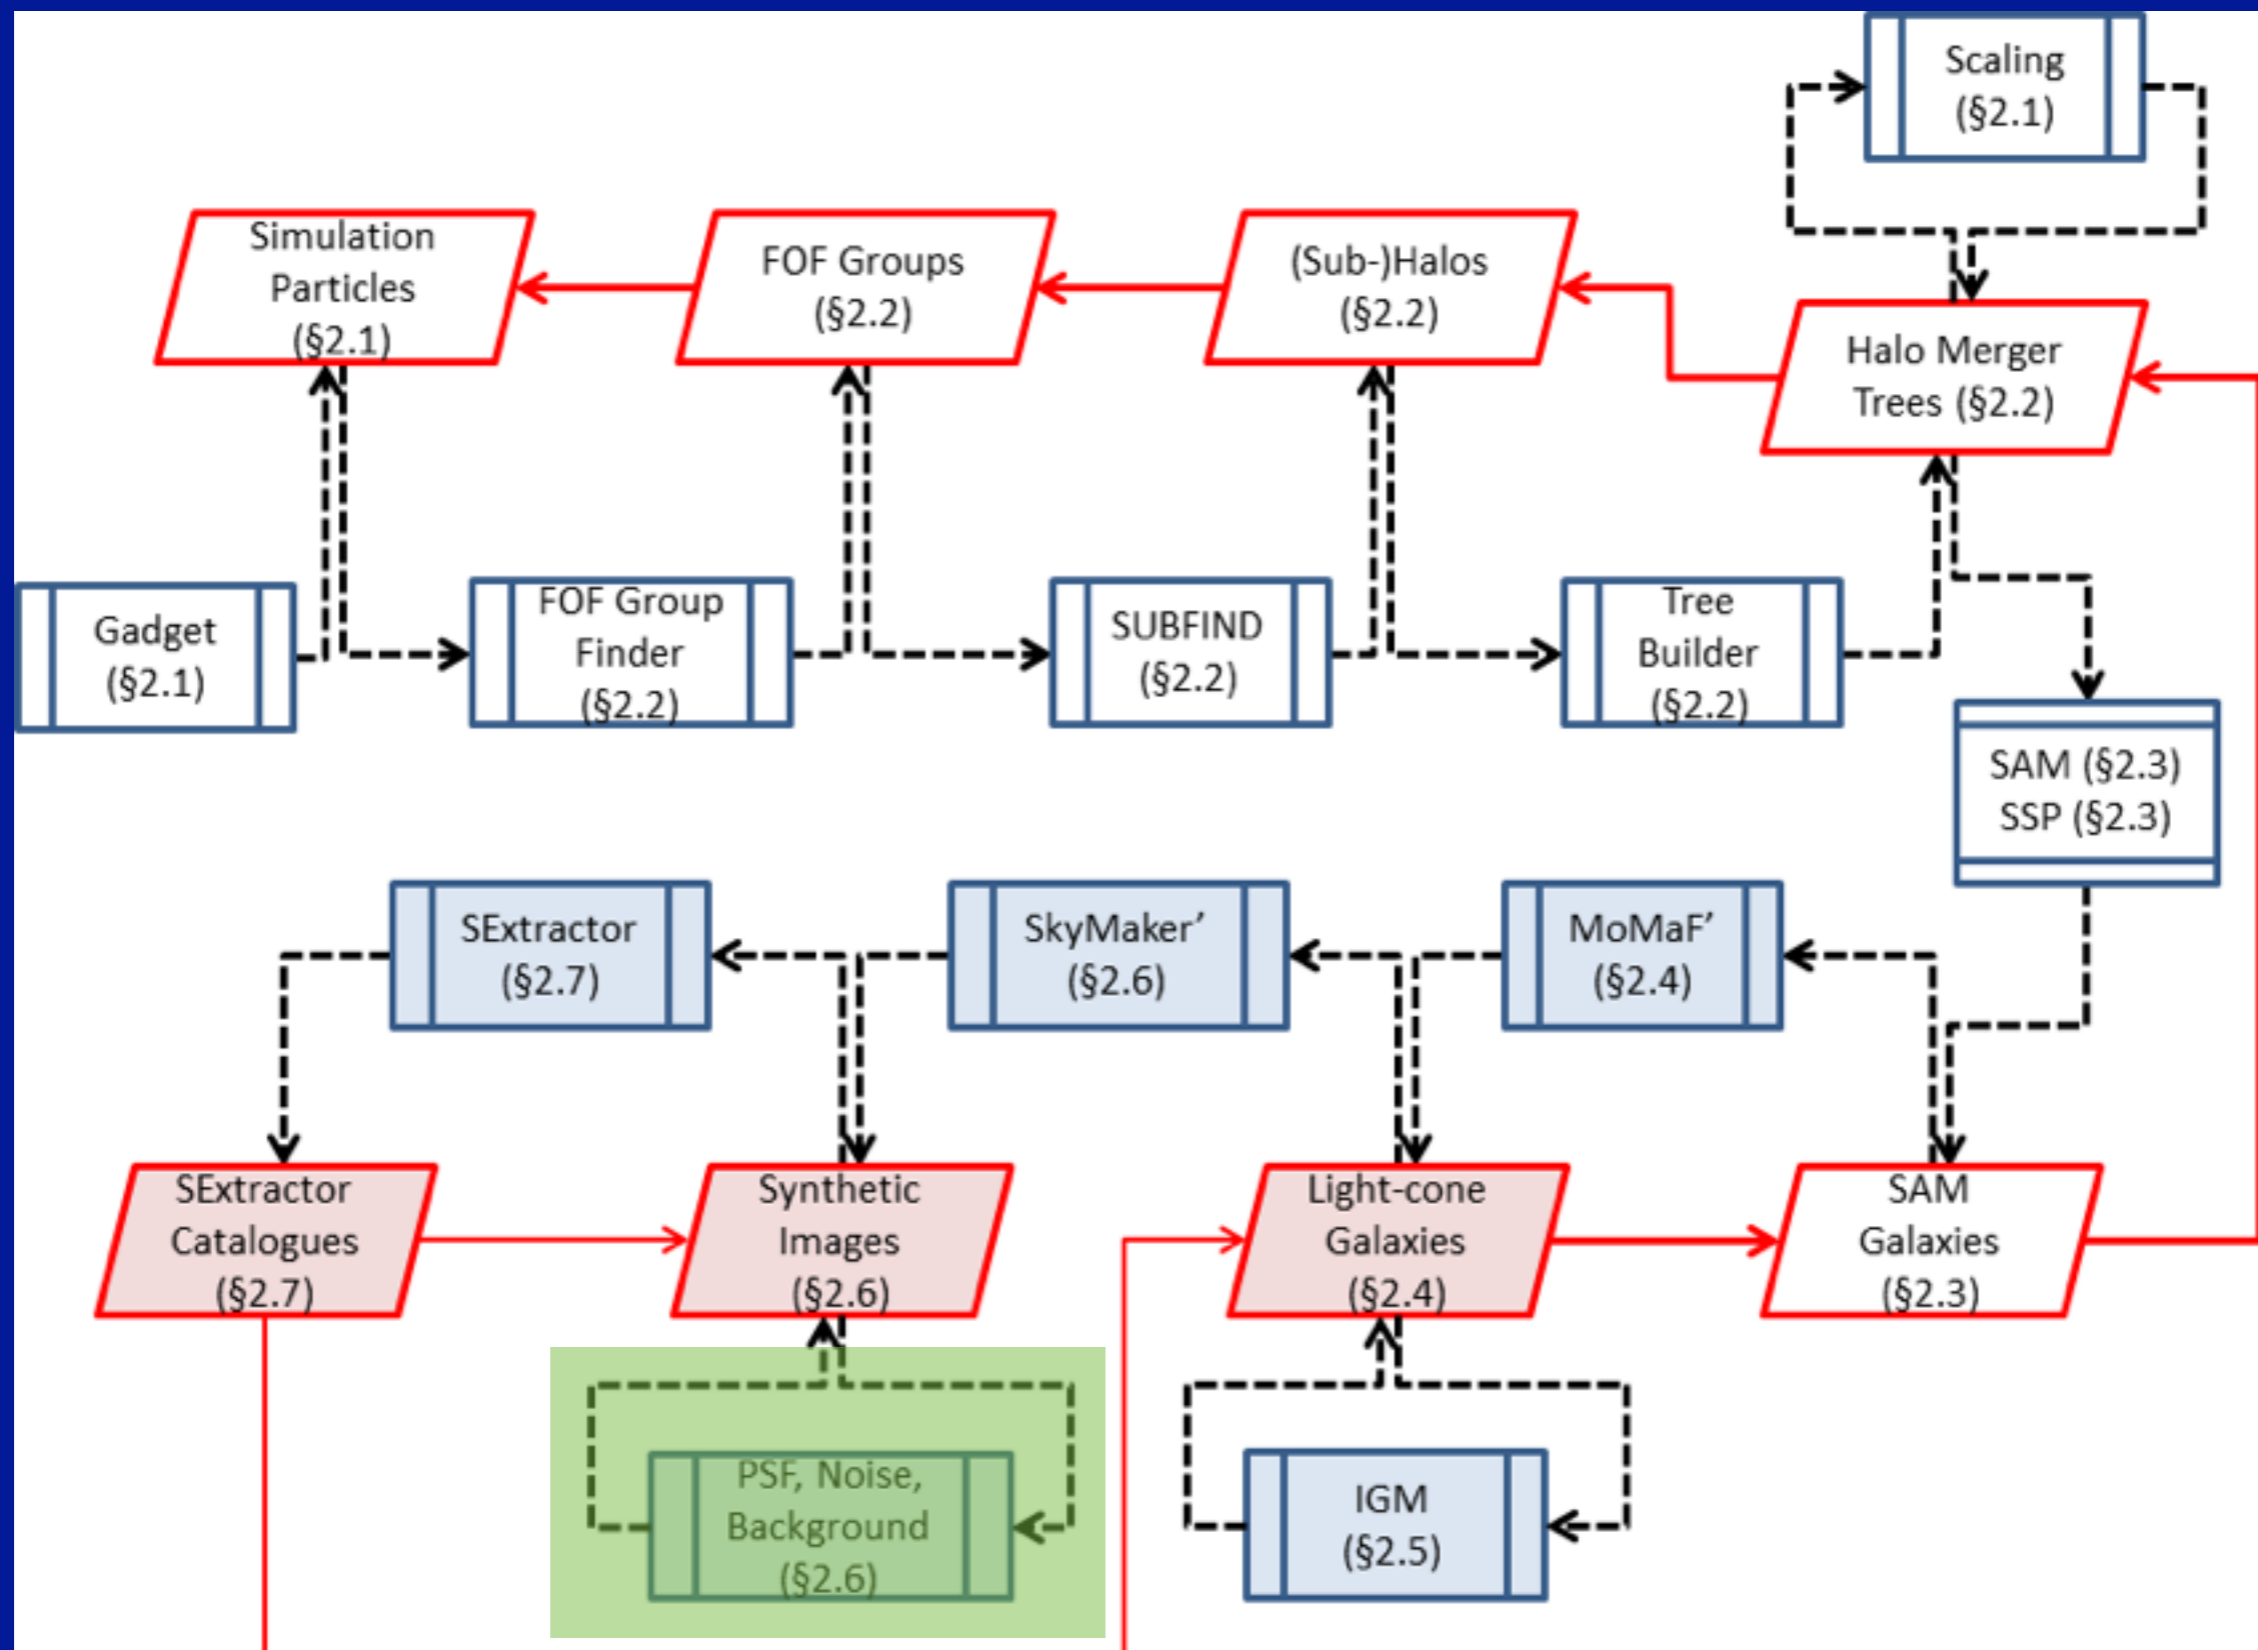 Scaling
(§2.1)
Simulation
Particles
(§2.1)
FOF Groups
(§2.2)
(Sub-)Halos
(§2.2)
Halo Merger
Trees (§2.2)
Gadget
(§2.1)
FOF Group
Finder
(§2.2)
SUBFIND
(§2.2)
Tree
Builder
(§2.2)
SAM (§2.3)
SSP (§2.3)
SExtractor
(§2.7)
SkyMaker’
(§2.6)
MoMaF’
(§2.4)
SExtractor
Catalogues
(§2.7)
Synthetic
Images
(§2.6)
Light-cone
Galaxies
(§2.4)
SAM
Galaxies
(§2.3)
PSF, Noise,
Background
(§2.6)
IGM
(§2.5)